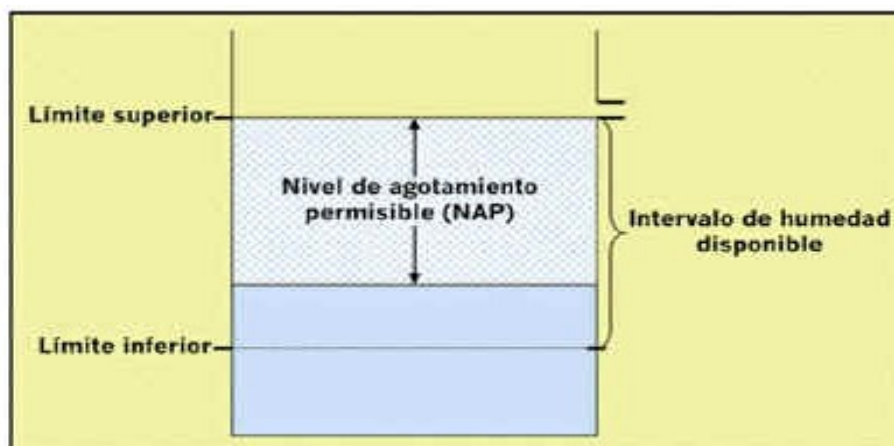 Límite superior
Nivel de agotamiento
permisible (NAP)
Intervalo de humedad
disponible
Límite inferior